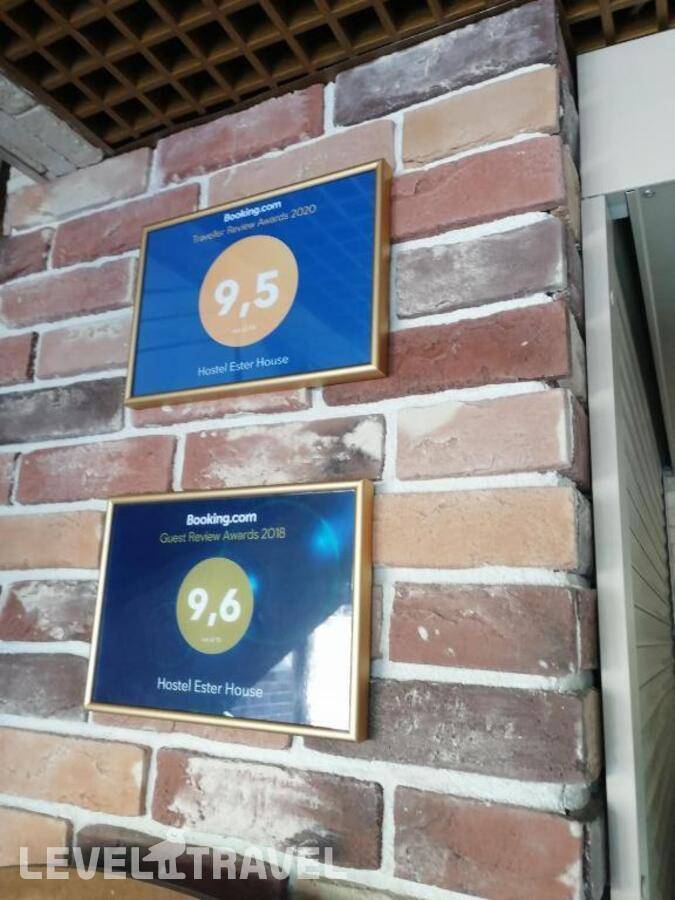 Booking.com
Traveller Review Awards 2020
9,5
Hostel Ester House
Booking.com
Guest Review Awards 2018
9,6
Hostel Ester House
LEVEL.TRAVEL